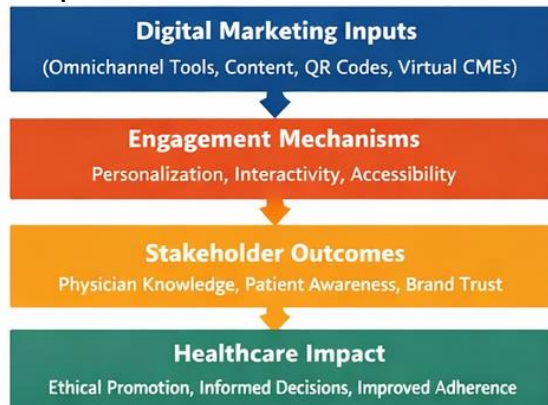 Digital Marketing Inputs
(Omnichannel Tools, Content, QR Codes, Virtual CMEs)
Engagement Mechanisms
Personalization, Interactivity, Accessibility
Stakeholder Outcomes
Physician Knowledge, Patient Awareness, Brand Trust
Healthcare Impact
Ethical Promotion, Informed Decisions, Improved Adherence